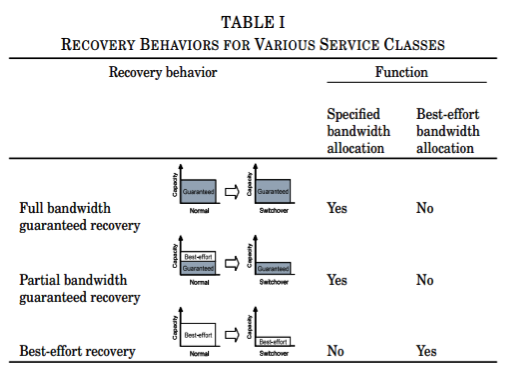 TABLE I
RECOVERY BEHAVIORS FOR VARIOUS SERVICE CLASSES
Recovery behavior
Function
Specified
bandwidth
allocation
Best-effort
bandwidth
allocation
Full bandwidth
guaranteed recovery
Capacity
Guaranteed
Normal
Capacity
Guaranteed
Switchover
Yes
No
Partial bandwidth
guaranteed recovery
Capacity
Best-effort
Guaranteed
Normal
Capacity
Guaranteed
Switchover
Yes
No
Best-effort recovery
Capacity
Best-effort
Normal
Capacity
Best-effort
Switchover
No
Yes